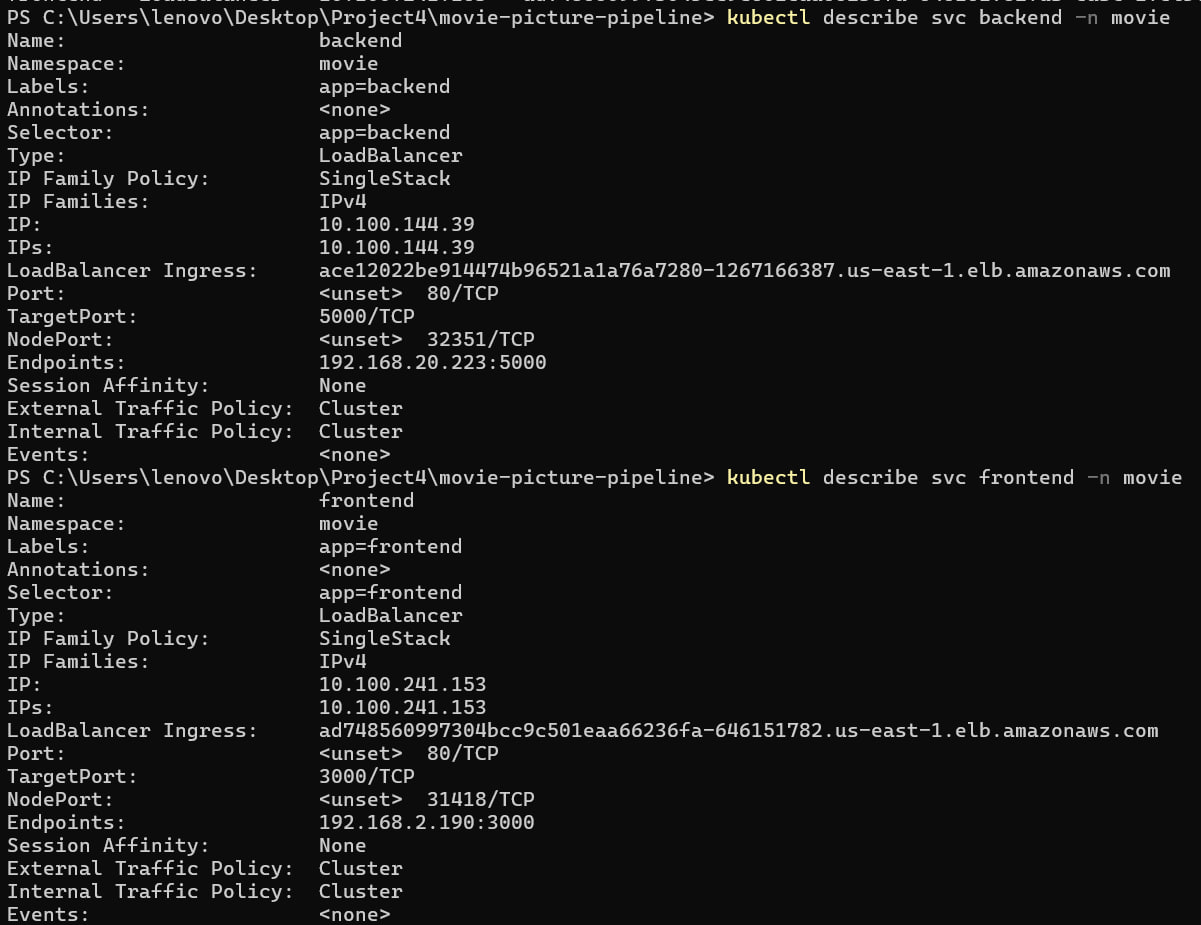 PS C:\Users\lenovo\Desktop\Project4\movie-picture-pipeline> kubectl describe svc backend -n movie
Name: backend
Namespace: movie
Labels: app=backend
Annotations: <none>
Selector: app=backend
Type: LoadBalancer
IP Family Policy: SingleStack
IP Families: IPv4
IP: 10.100.144.39
IPs: 10.100.144.39
LoadBalancer Ingress: ace12022be914474b96521a1a76a7280-1267166387.us-east-1.elb.amazonaws.com
Port: <unset> 80/TCP
TargetPort: 5000/TCP
NodePort: <unset> 32351/TCP
Endpoints: 192.168.20.223:5000
Session Affinity: None
External Traffic Policy: Cluster
Internal Traffic Policy: Cluster
Events: <none>
PS C:\Users\lenovo\Desktop\Project4\movie-picture-pipeline> kubectl describe svc frontend -n movie
Name: frontend
Namespace: movie
Labels: app=frontend
Annotations: <none>
Selector: app=frontend
Type: LoadBalancer
IP Family Policy: SingleStack
IP Families: IPv4
IP: 10.100.241.153
IPs: 10.100.241.153
LoadBalancer Ingress: ad748560997304bcc9c501eaa66236fa-646151782.us-east-1.elb.amazonaws.com
Port: <unset> 80/TCP
TargetPort: 3000/TCP
NodePort: <unset> 31418/TCP
Endpoints: 192.168.2.190:3000
Session Affinity: None
External Traffic Policy: Cluster
Internal Traffic Policy: Cluster
Events: <none>